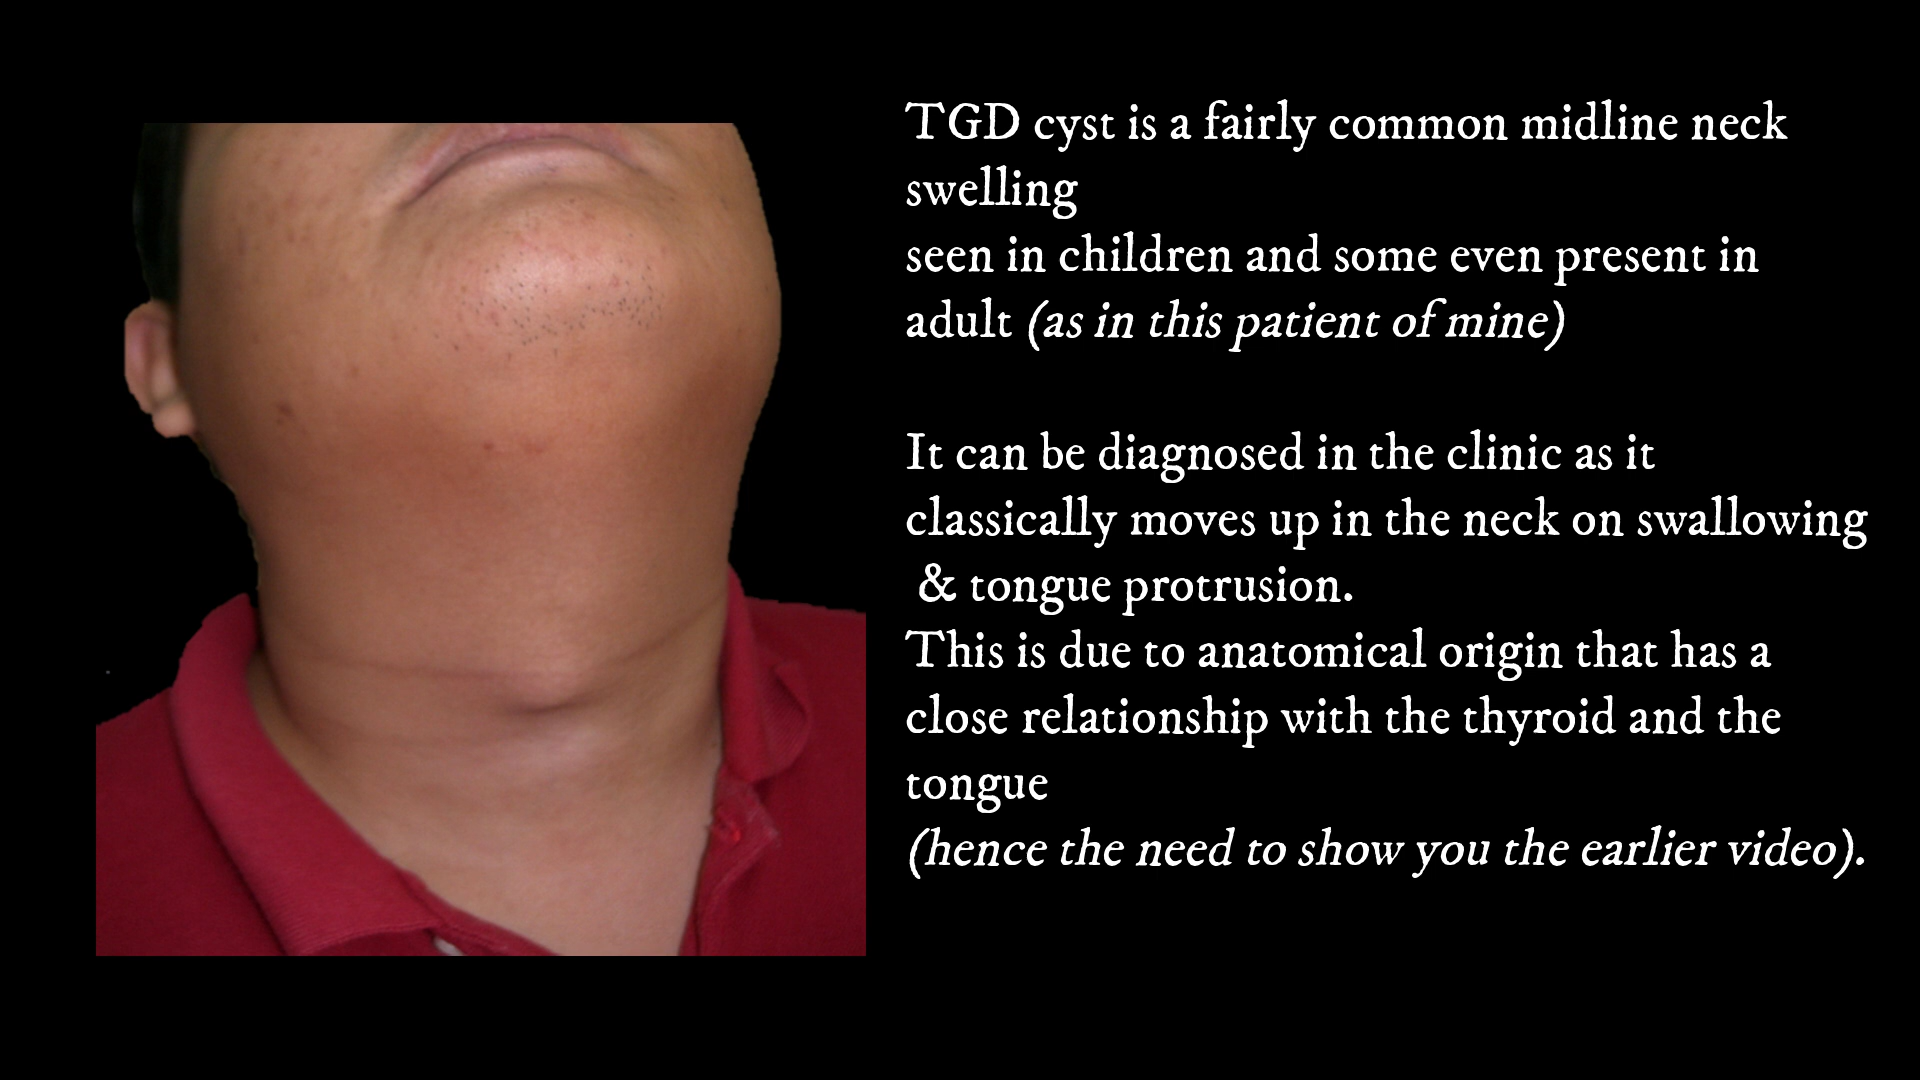 TGD cyst is a fairly common midline neck
swelling
seen in children and some even present in
adult (as in this patient of mine)
It can be diagnosed in the clinic as it
classically moves up in the neck on swallowing
& tongue protrusion.
This is due to anatomical origin that has a
close relationship with the thyroid and the
tongue
(hence the need to show you the earlier video).